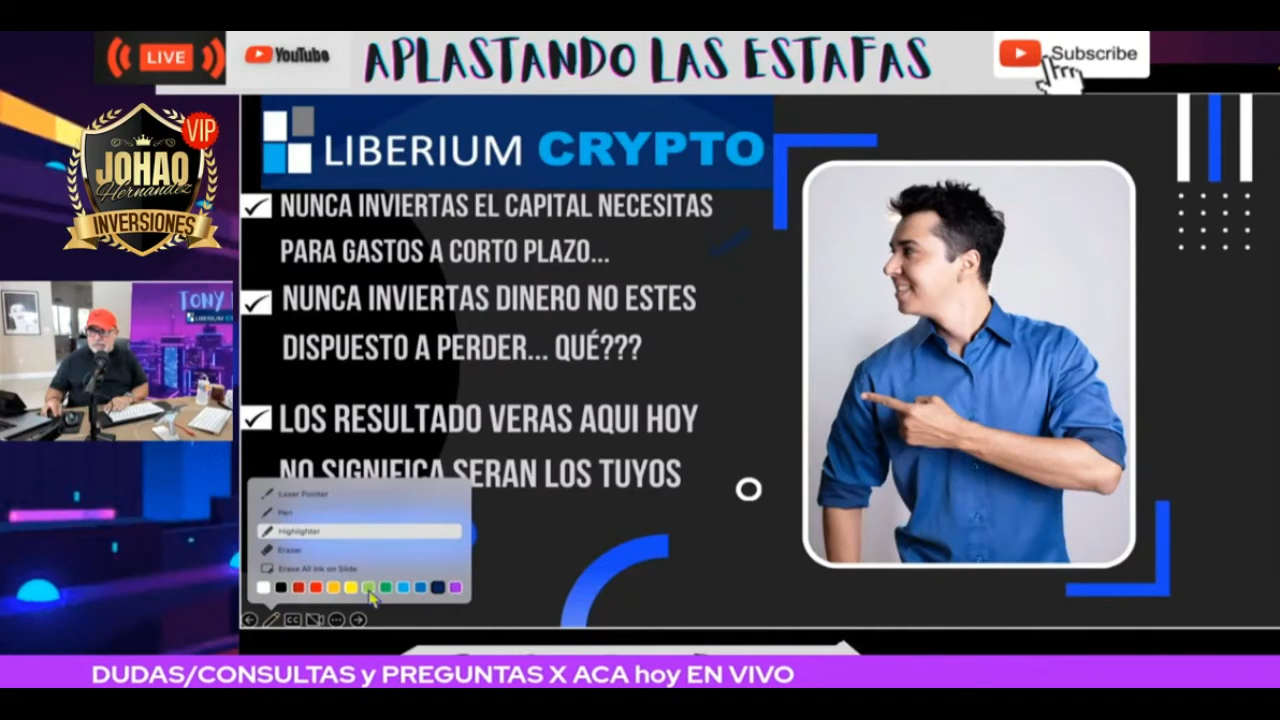 LIVE
YouTube
APLASTANDO LAS ESTAFAS
Subscribe
VIP
JOHAO
Hernandez
INVERSIONES
LIBERIUM CRYPTO
NUNCA INVIERTAS EL CAPITAL NECESITAS
PARA GASTOS A CORTO PLAZO...
NUNCA INVIERTAS DINERO NO ESTES
DISPUESTO A PERDER... QUÉ???
LOS RESULTADO VERAS AQUI HOY
NO SIGNIFICA SERAN LOS TUYOS
TONY
LIBERIUM
Laser Pointer
Pen
Highlighter
Eraser
Erase All Ink on Slide
CC
DUDAS/CONSULTAS y PREGUNTAS X ACA hoy EN VIVO